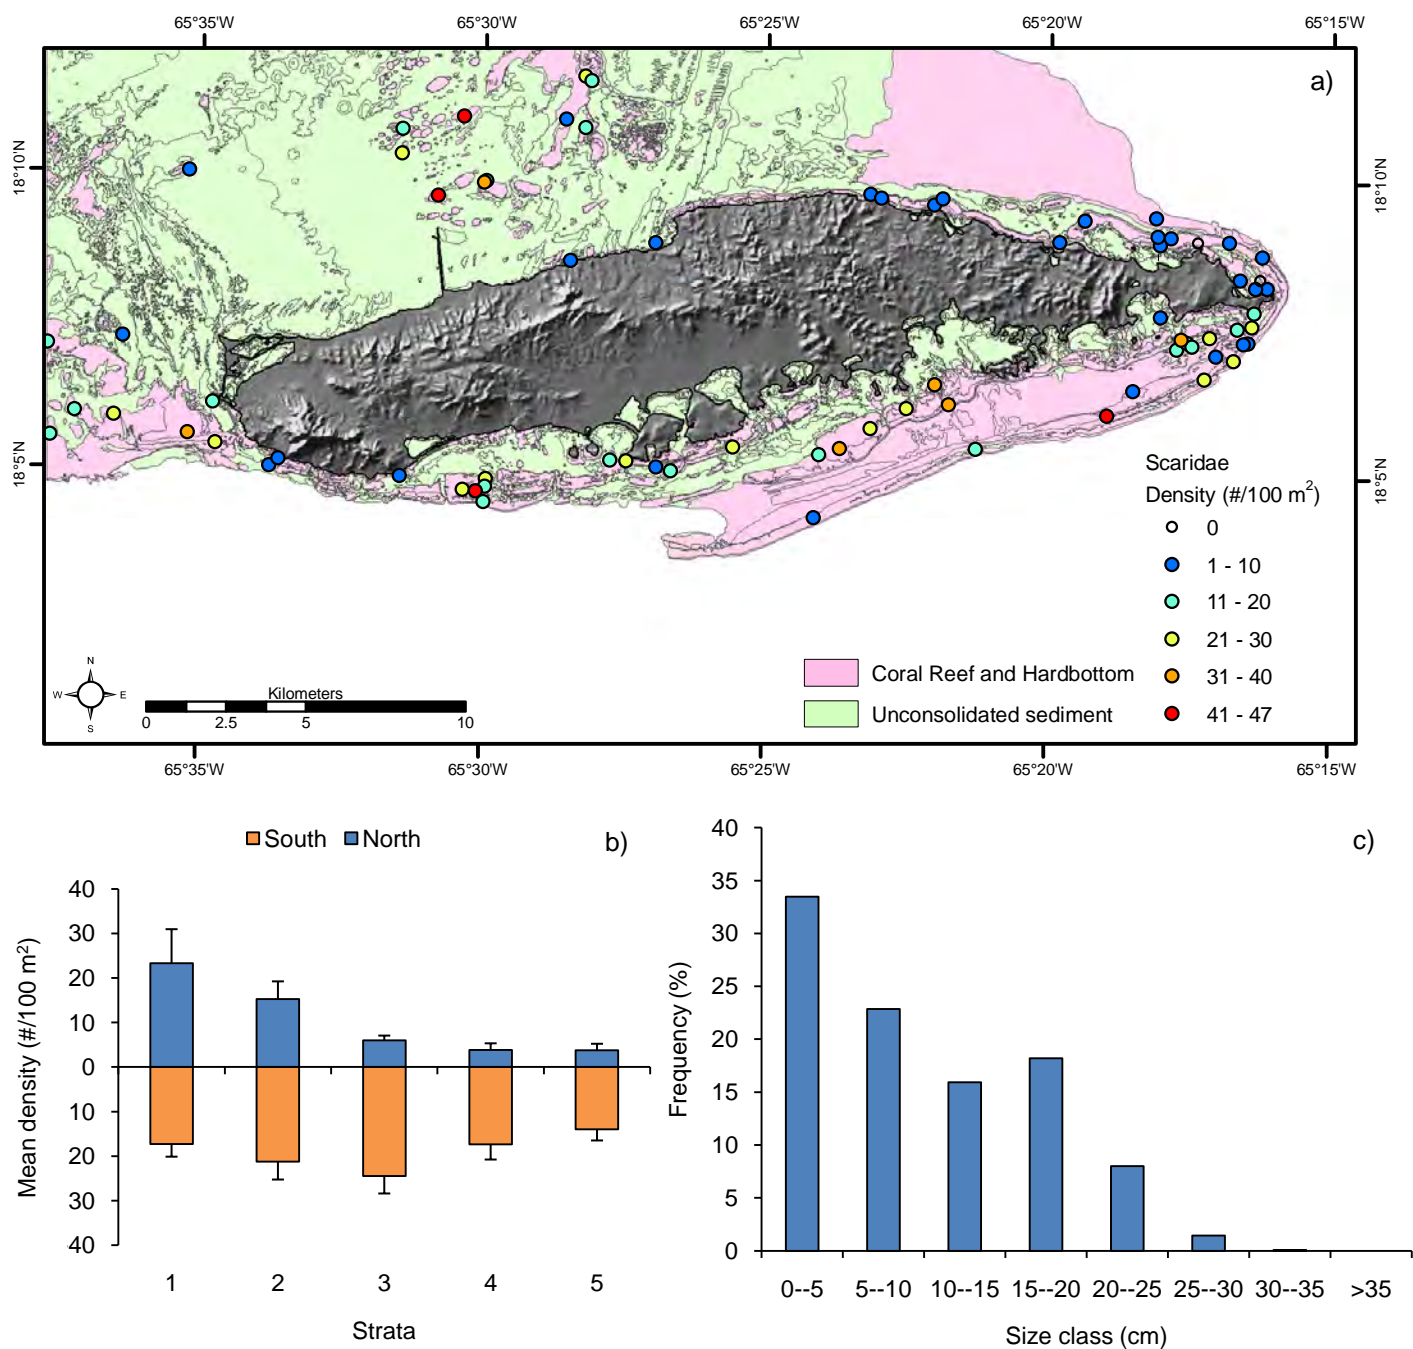 65°35'W 65°30'W 65°25'W 65°20'W 65°15'W
a)
18°10'N 18°10'N
18°5'N 18°5'N
Scaridae
Density (#/100 m²)
0
1 - 10
11 - 20
21 - 30
31 - 40
41 - 47
Coral Reef and Hardbottom
Unconsolidated sediment
N
W E
S
Kilometers
0 2.5 5 10
65°35'W 65°30'W 65°25'W 65°20'W 65°15'W
South North b)
Mean density (#/100 m²)
40
30
20
10
0
10
20
30
40
1 2 3 4 5
Strata
c)
Frequency (%)
40
35
30
25
20
15
10
5
0
0--5 5--10 10--15 15--20 20--25 25--30 30--35 >35
Size class (cm)